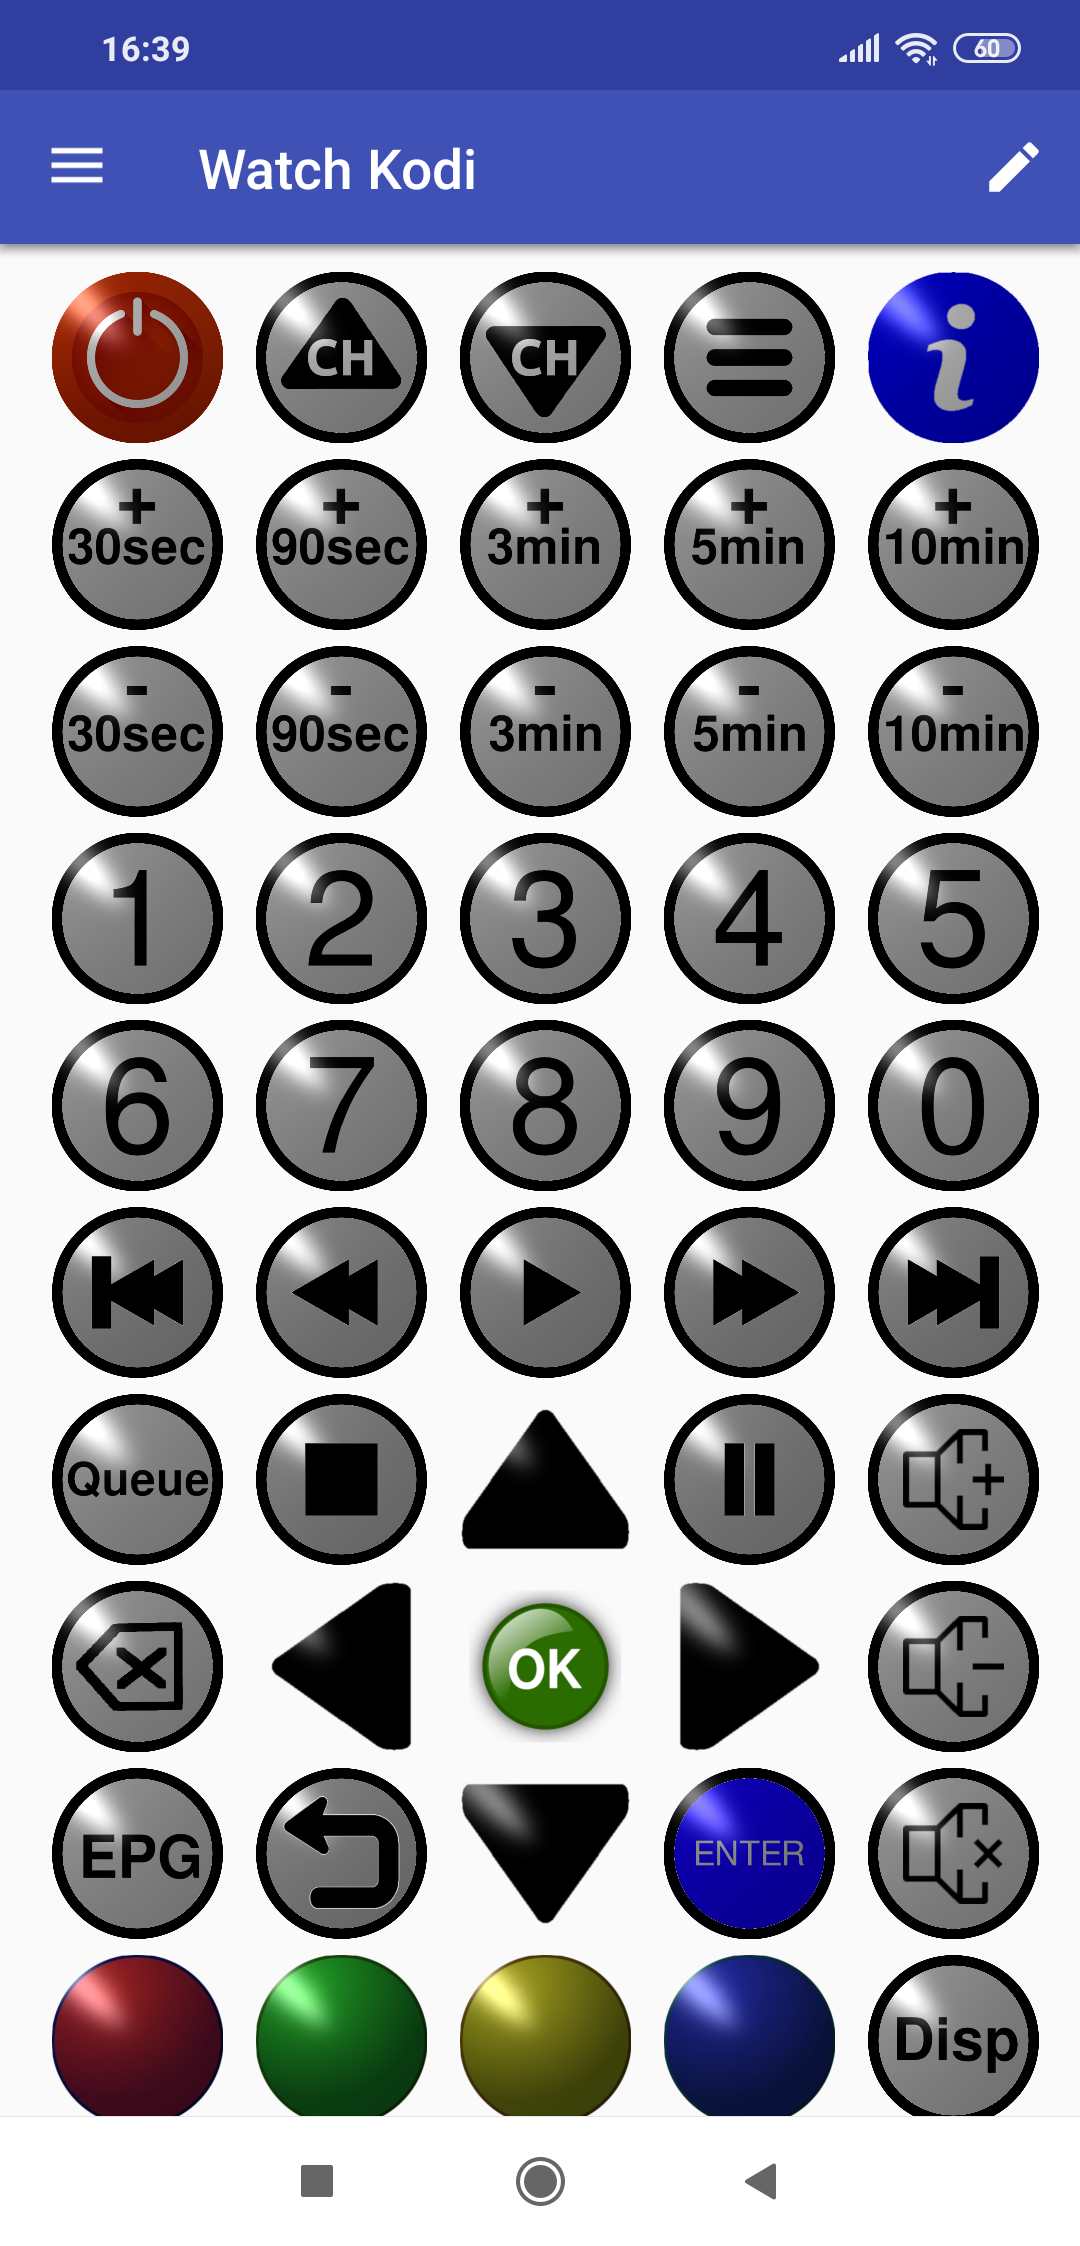 16:39 60
Watch Kodi
CH CH i
+ + + + +
30sec 90sec 3min 5min 10min
- - - - -
30sec 90sec 3min 5min 10min
1 2 3 4 5
6 7 8 9 0
Queue +
OK -
EPG ENTER x
Disp